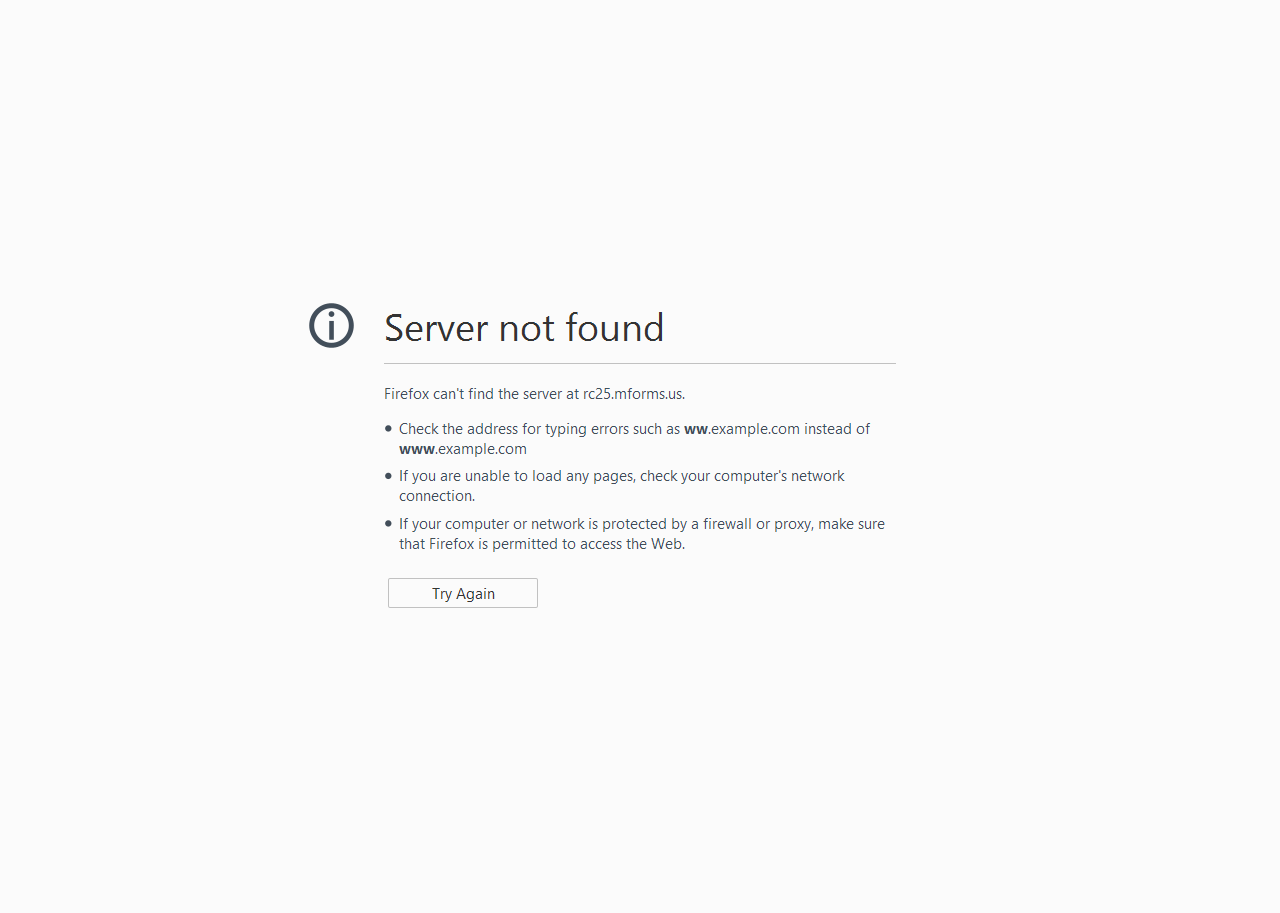 Server not found
Firefox can't find the server at rc25.mforms.us.
Check the address for typing errors such as ww.example.com instead of
www.example.com
If you are unable to load any pages, check your computer's network
connection.
If your computer or network is protected by a firewall or proxy, make sure
that Firefox is permitted to access the Web.
Try Again